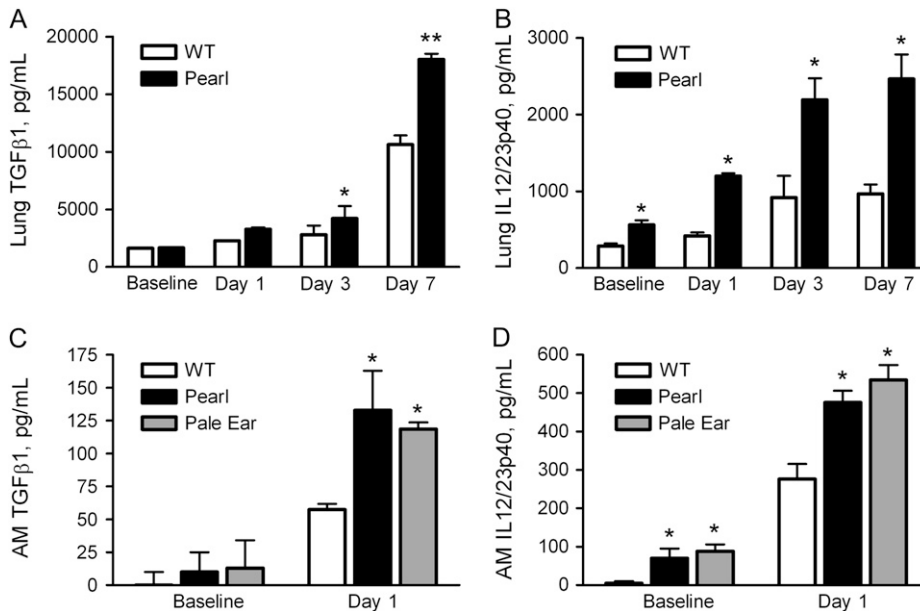 A
Lung TGFβ1, pg/mL
20000
15000
10000
5000
0
WT
Pearl
*
**
Baseline Day 1 Day 3 Day 7
B
Lung IL12/23p40, pg/mL
3000
2000
1000
0
WT
Pearl
*
*
*
*
Baseline Day 1 Day 3 Day 7
C
AM TGFβ1, pg/mL
175
150
125
100
75
50
25
0
WT
Pearl
Pale Ear
*
*
Baseline Day 1
D
AM IL12/23p40, pg/mL
600
500
400
300
200
100
0
WT
Pearl
Pale Ear
*
*
*
*
Baseline Day 1